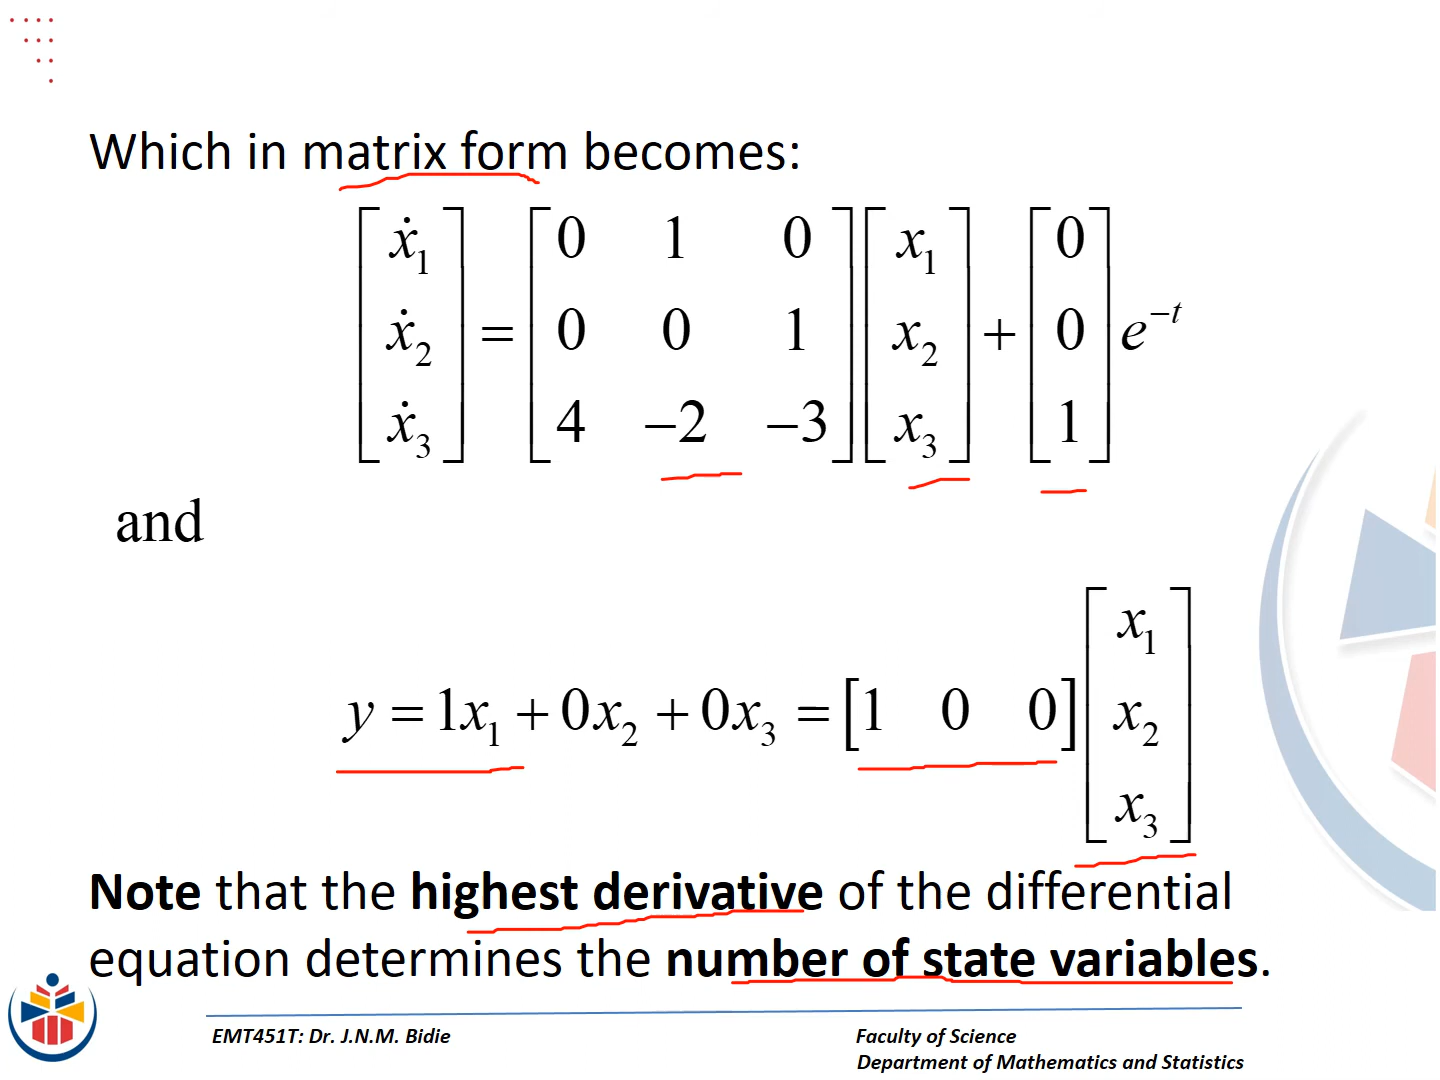 Which in matrix form becomes:
[ẋ₁ ẋ₂ ẋ₃] = [0 1 0; 0 0 1; 4 −2 −3] [x₁ x₂ x₃] + [0 0 1] e⁻ᵗ
and
y = 1x₁ + 0x₂ + 0x₃ = [1 0 0] [x₁ x₂ x₃]
Note that the highest derivative of the differential
equation determines the number of state variables.
EMT451T: Dr. J.N.M. Bidie
Faculty of Science
Department of Mathematics and Statistics